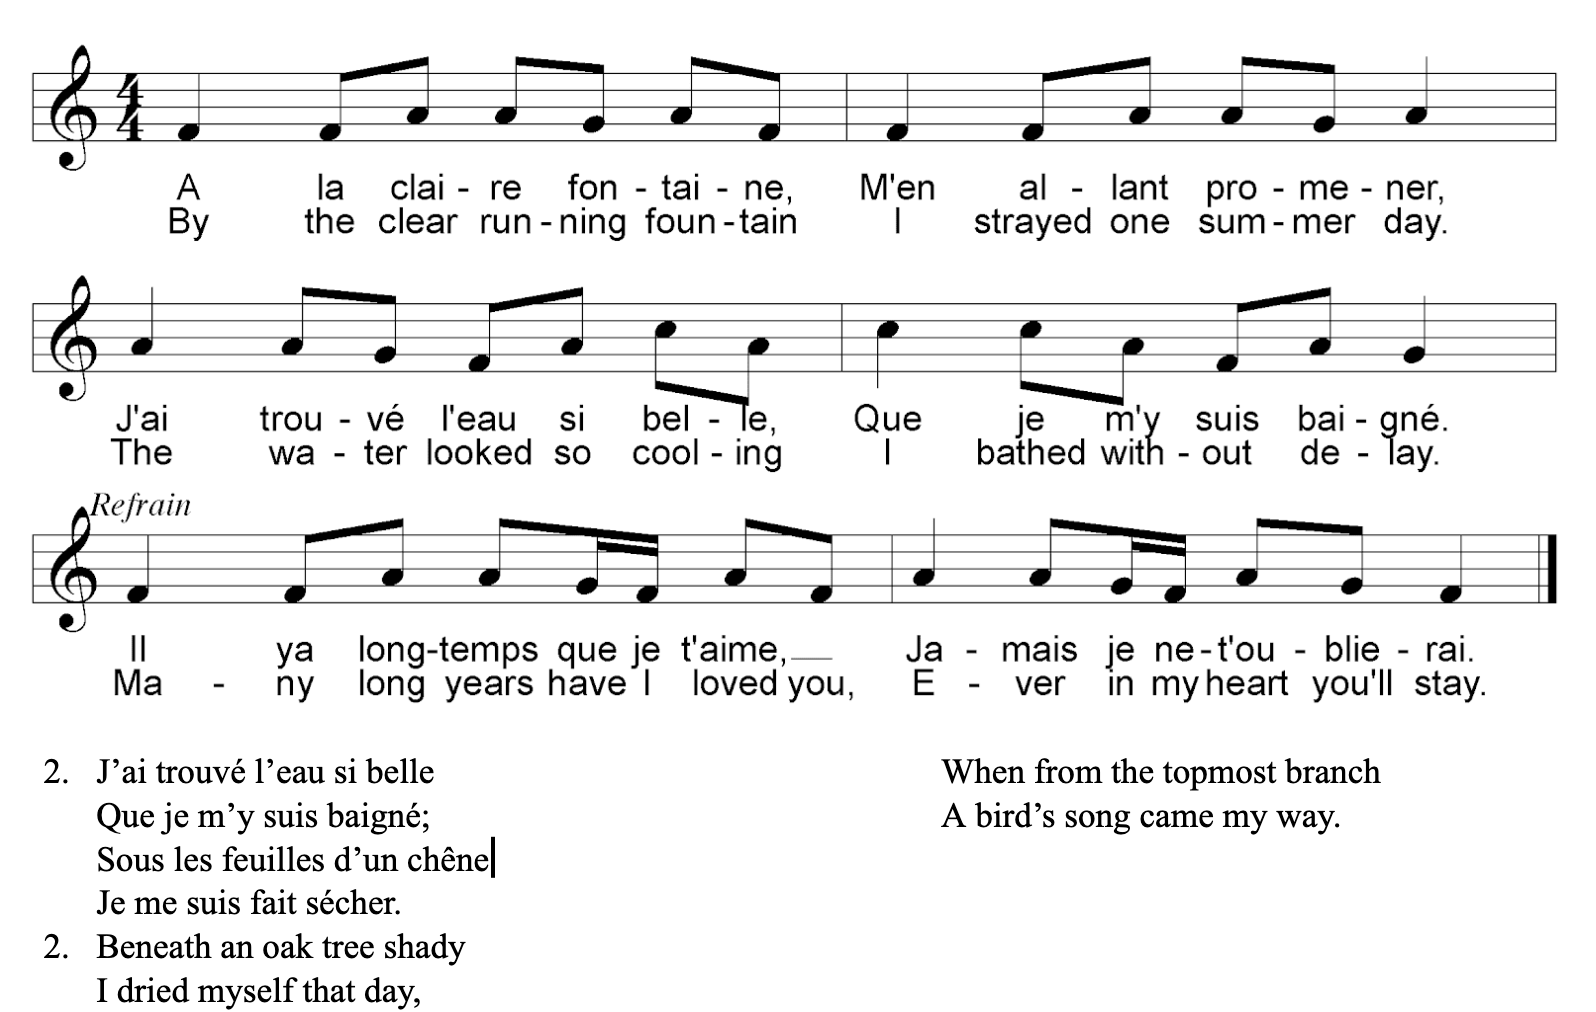 4
4
A la clai - re fon - tai - ne, M'en al - lant pro - me - ner,
By the clear run - ning foun - tain I strayed one sum - mer day.
J'ai trou - vé l'eau si bel - le, Que je m'y suis bai - gné.
The wa - ter looked so cool - ing I bathed with - out de - lay.
Refrain
Il ya long-temps que je t'aime,__ Ja - mais je ne - t'ou - blie - rai.
Ma - ny long years have I loved you, E - ver in my heart you'll stay.
2. J’ai trouvé l’eau si belle
Que je m’y suis baigné;
Sous les feuilles d’un chêne
Je me suis fait sécher.
2. Beneath an oak tree shady
I dried myself that day,
When from the topmost branch
A bird’s song came my way.